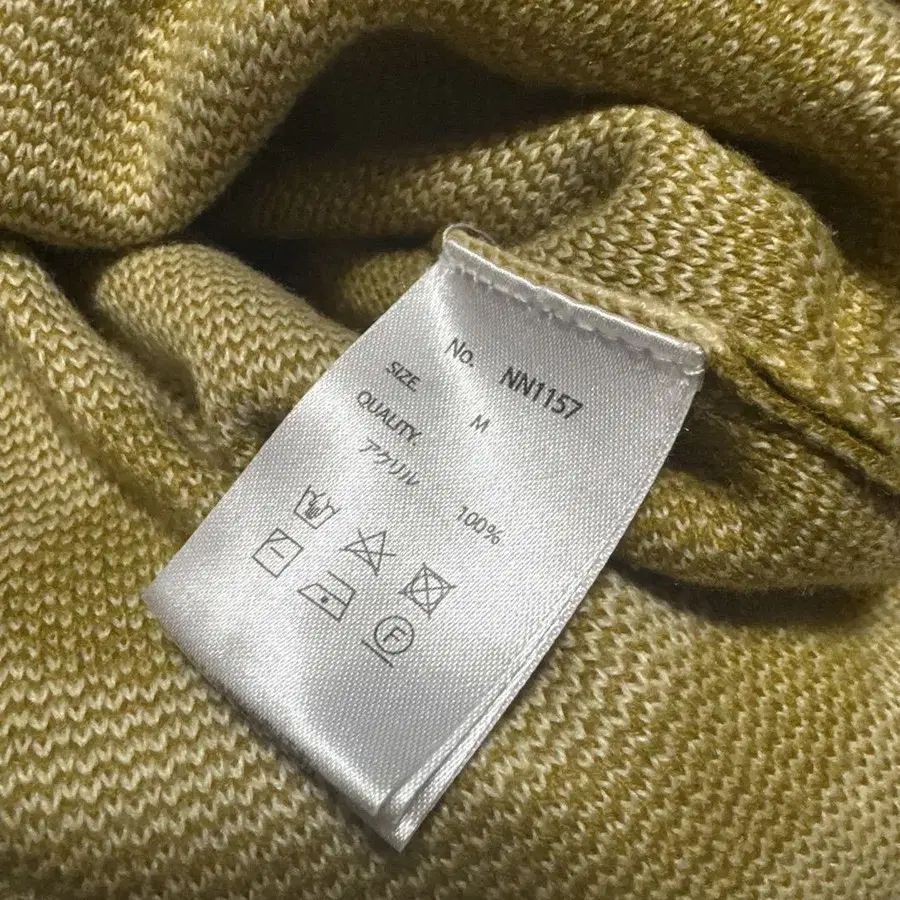 No. NN1157
SIZE M
QUALITY
アクリル 100%
F